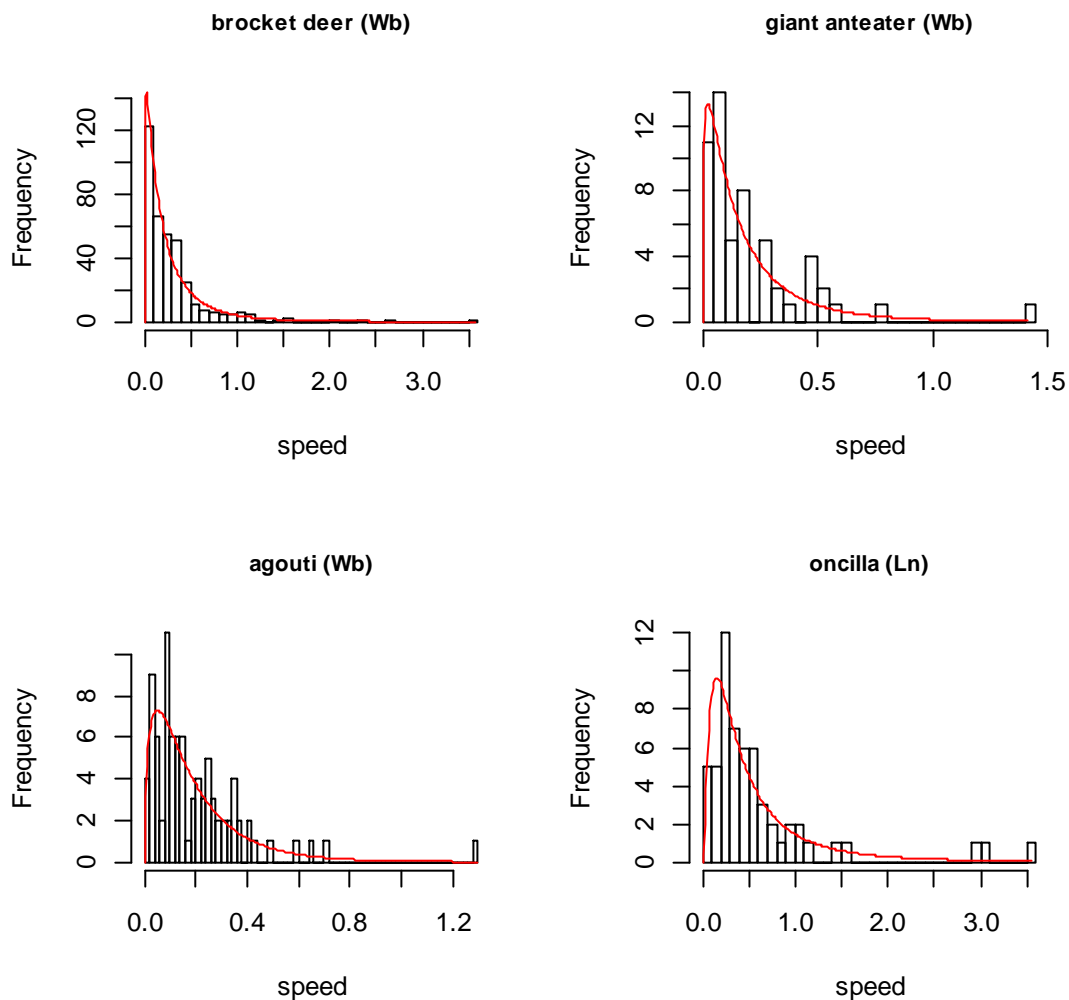 brocket deer (Wb)
Frequency
0 40 80 120
0.0 1.0 2.0 3.0
speed
giant anteater (Wb)
Frequency
0 4 8 12
0.0 0.5 1.0 1.5
speed
agouti (Wb)
Frequency
0 2 4 6 8
0.0 0.4 0.8 1.2
speed
oncilla (Ln)
Frequency
0 2 4 6 8 12
0.0 1.0 2.0 3.0
speed